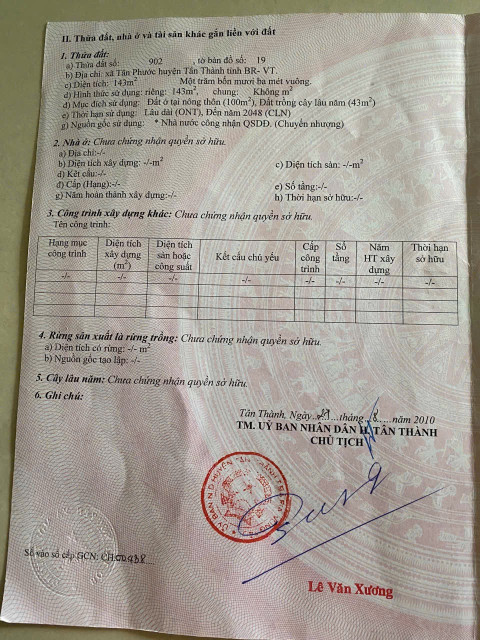 II. Thửa đất, nhà ở và tài sản khác gắn liền với đất
1. Thửa đất:
a) Thửa đất số: 902, tờ bản đồ số: 19
b) Địa chỉ: xã Tân Phước huyện Tân Thành tỉnh BR- VT.
c) Diện tích: 143m², Một trăm bốn mươi ba mét vuông.
d) Hình thức sử dụng: riêng: 143m², chung: Không m²
đ) Mục đích sử dụng: Đất ở tại nông thôn (100m²), Đất trồng cây lâu năm (43m²)
e) Thời hạn sử dụng: Lâu dài (ONT), Đến năm 2048 (CLN)
g) Nguồn gốc sử dụng: * Nhà nước công nhận QSDĐ. (Chuyển nhượng)
2. Nhà ở: Chưa chứng nhận quyền sở hữu.
a) Địa chỉ:-/-
b) Diện tích xây dựng: -/-m² c) Diện tích sàn: -/-m²
d) Kết cấu:-/-
đ) Cấp (Hạng):-/- e) Số tầng:-/-
g) Năm hoàn thành xây dựng:-/- h) Thời hạn sở hữu:-/-
3. Công trình xây dựng khác: Chưa chứng nhận quyền sở hữu.
Tên công trình:
Hạng mục công trình Diện tích xây dựng (m²) Diện tích sàn hoặc công suất Kết cấu chủ yếu Cấp công trình Số tầng Năm HT xây dựng Thời hạn sở hữu
-/- -/- -/- -/- -/- -/- -/- -/-
4. Rừng sản xuất là rừng trồng: Chưa chứng nhận quyền sở hữu.
a) Diện tích có rừng: -/- m²
b) Nguồn gốc tạo lập: -/-
5. Cây lâu năm: Chưa chứng nhận quyền sở hữu.
6. Ghi chú:
Tân Thành, Ngày...tháng..8..năm 2010
TM. UỶ BAN NHÂN DÂN H. TÂN THÀNH
CHỦ TỊCH
Số vào sổ cấp GCN: CH00938
Lê Văn Xương